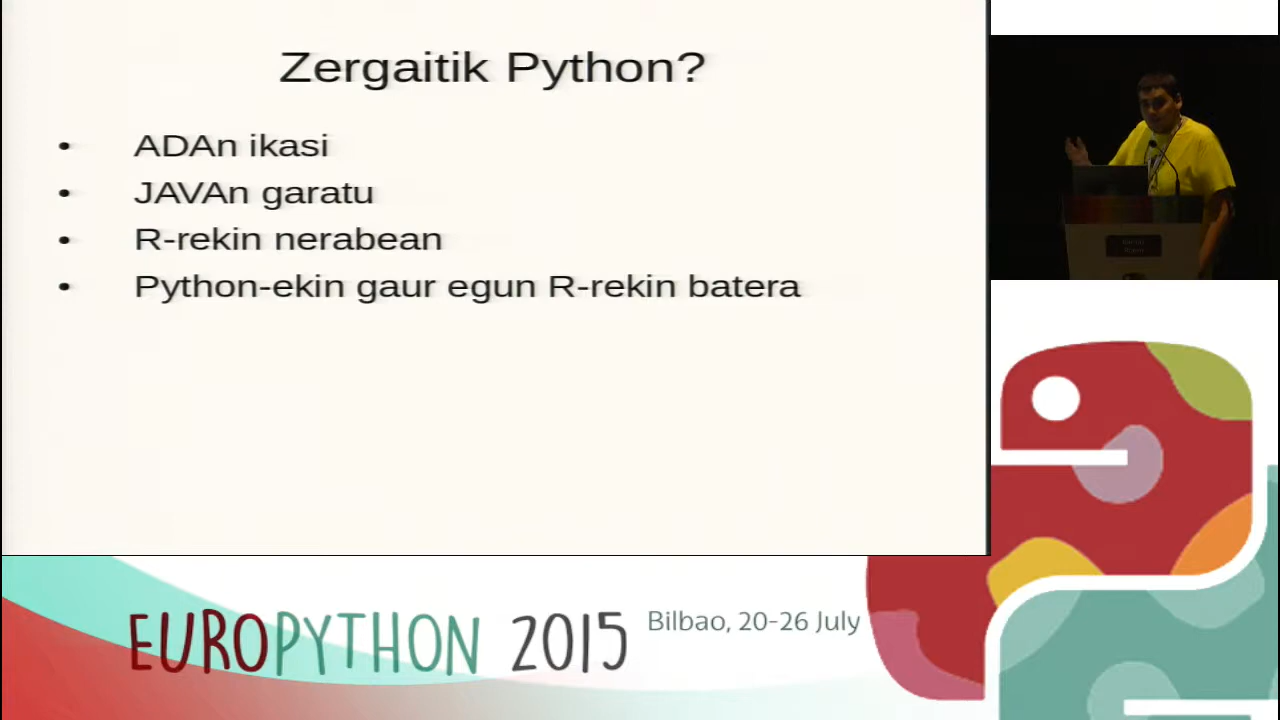 Zergaitik Python?
• ADAn ikasi
• JAVAn garatu
• R-rekin nerabean
• Python-ekin gaur egun R-rekin batera
EUROPYTHON 2015
Bilbao, 20-26 July